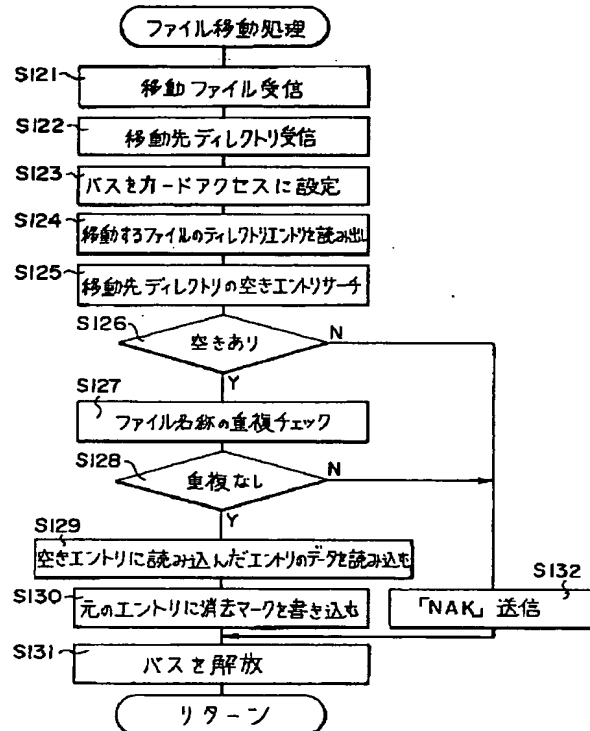 ファイル移動処理
S121
移動ファイル受信
S122
移動先ディレクトリ受信
S123
バスをカードアクセスに設定
S124
移動するファイルのディレクトリエントリを読み出し
S125
移動先ディレクトリの空きエントリサーチ
S126
空きあり
N
Y
S127
ファイル名称の重複チェック
S128
重複なし
N
Y
S129
空きエントリに読み込んだエントリのデータを読み込む
S130
元のエントリに消去マークを書き込む
S132
「NAK」送信
S131
バスを解放
リターン